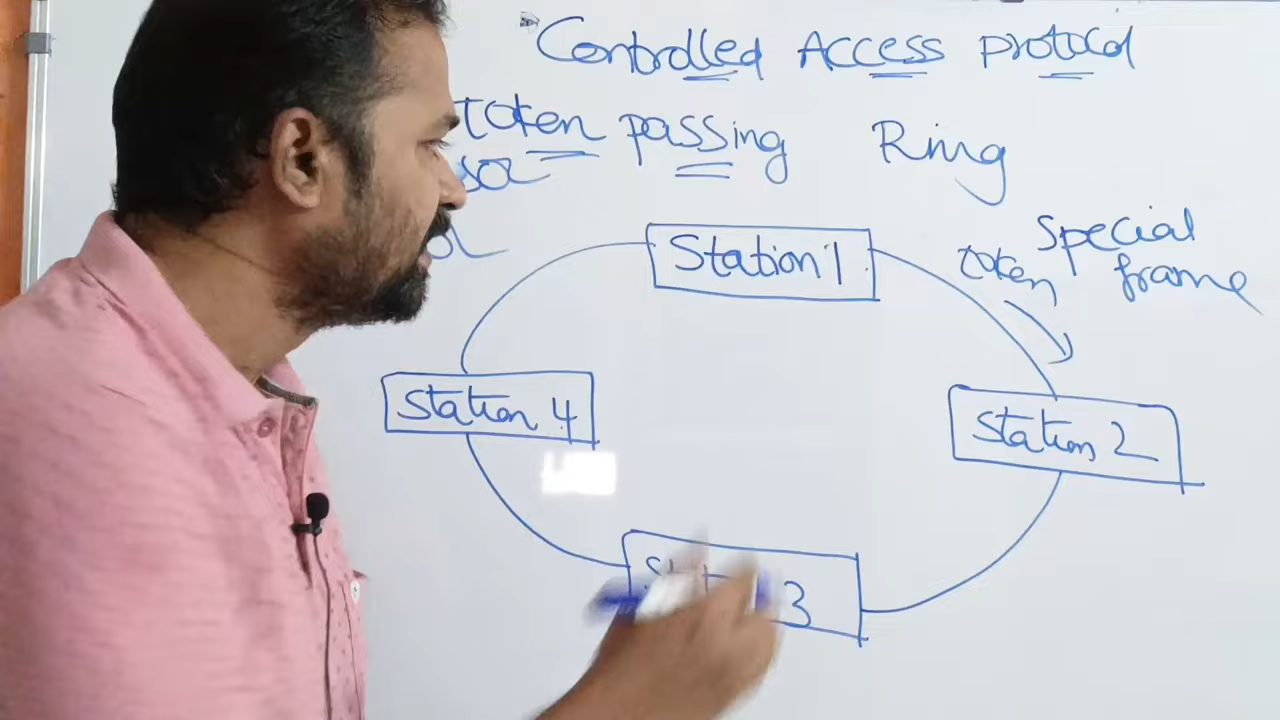 Controlled Access protocol
token passing Ring
Special
token frame
Station 1
Station 4
Station 2
3